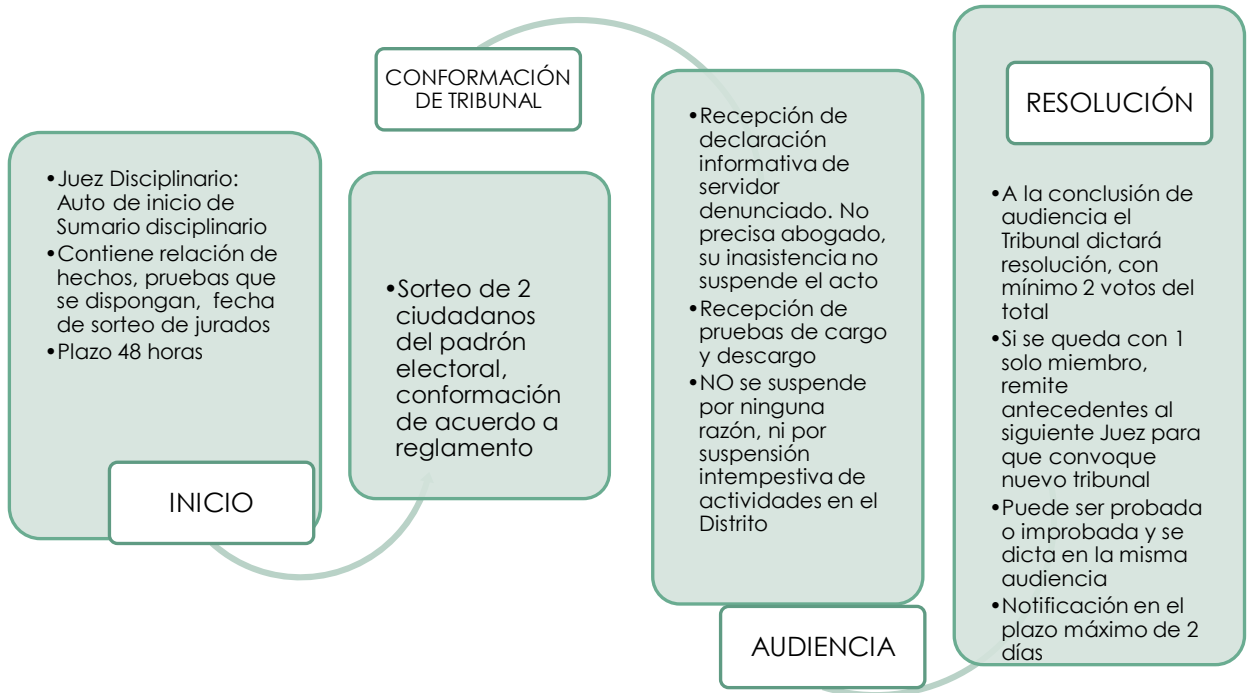 •Juez Disciplinario:
Auto de inicio de
Sumario disciplinario
•Contiene relación de
hechos, pruebas que
se dispongan, fecha
de sorteo de jurados
•Plazo 48 horas
INICIO
CONFORMACIÓN
DE TRIBUNAL
•Sorteo de 2
ciudadanos
del padrón
electoral,
conformación
de acuerdo a
reglamento
•Recepción de
declaración
informativa de
servidor
denunciado. No
precisa abogado,
su inasistencia no
suspende el acto
•Recepción de
pruebas de cargo
y descargo
•NO se suspende
por ninguna
razón, ni por
suspensión
intempestiva de
actividades en el
Distrito
AUDIENCIA
RESOLUCIÓN
•A la conclusión de
audiencia el
Tribunal dictará
resolución, con
mínimo 2 votos del
total
•Si se queda con 1
solo miembro,
remite
antecedentes al
siguiente Juez para
que convoque
nuevo tribunal
•Puede ser probada
o improbada y se
dicta en la misma
audiencia
•Notificación en el
plazo máximo de 2
días